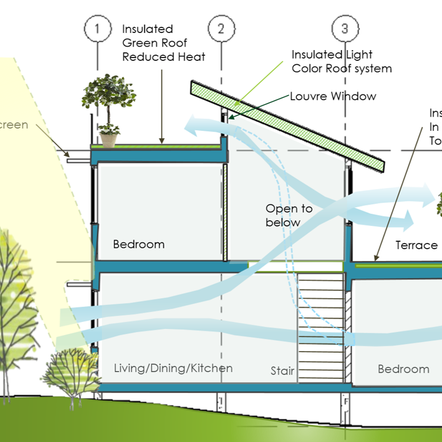 1
2
3
Insulated
Green Roof
Reduced Heat
Insulated Light
Color Roof system
Louvre Window
Ins
In
To
creen
Open to
below
Bedroom
Terrace
Living/Dining/Kitchen
Stair
Bedroom